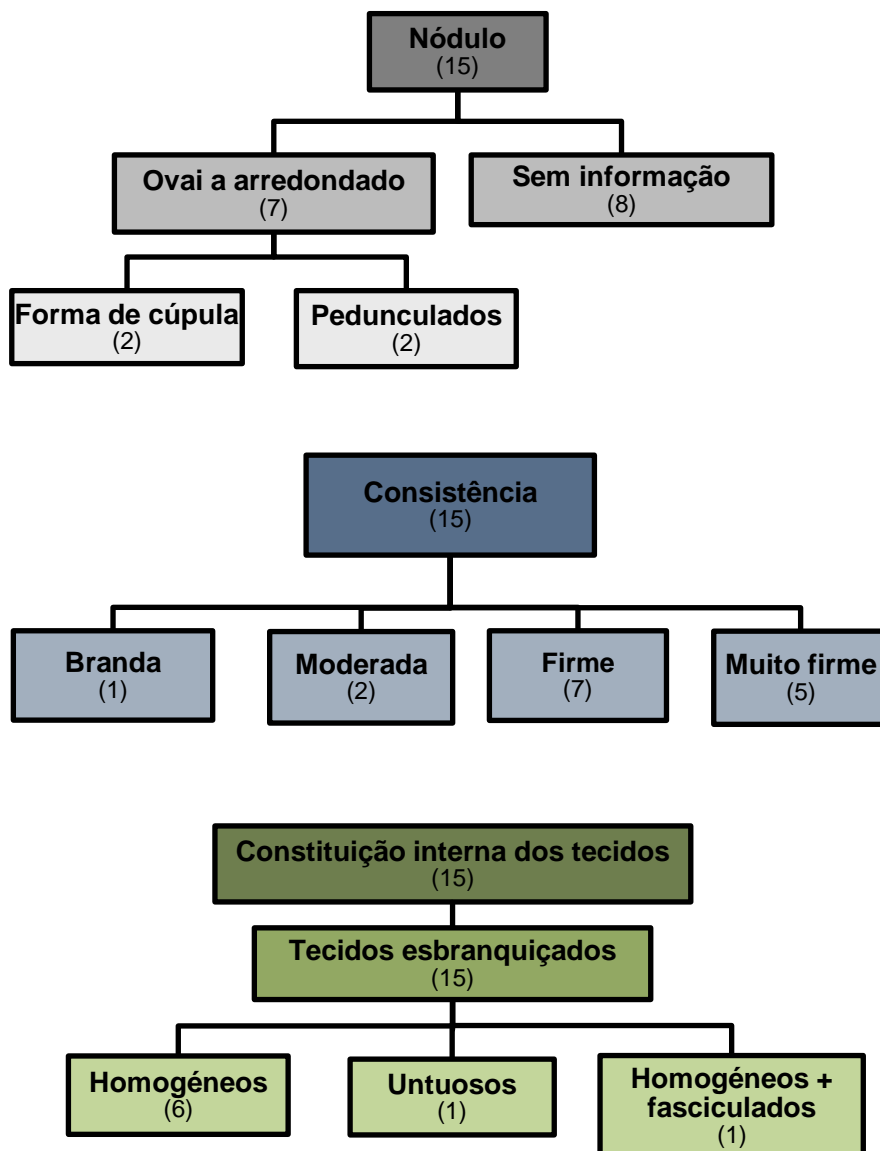 Nódulo
(15)
Ovai a arredondado
(7)
Sem informação
(8)
Forma de cúpula
(2)
Pedunculados
(2)
Consistência
(15)
Branda
(1)
Moderada
(2)
Firme
(7)
Muito firme
(5)
Constituição interna dos tecidos
(15)
Tecidos esbranquiçados
(15)
Homogéneos
(6)
Untuosos
(1)
Homogéneos +
fasciculados
(1)